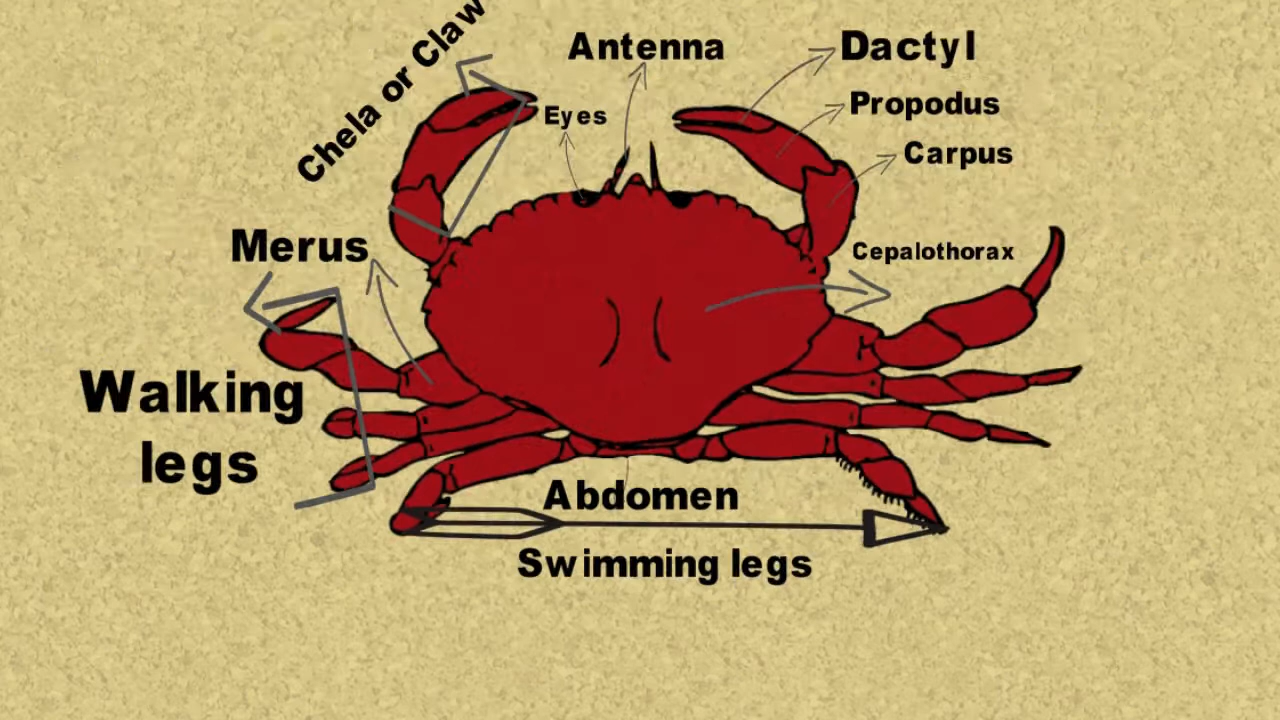 Chela or Claw
Antenna
Dactyl
Eyes
Propodus
Carpus
Merus
Cepalothorax
Walking
legs
Abdomen
Swimming legs